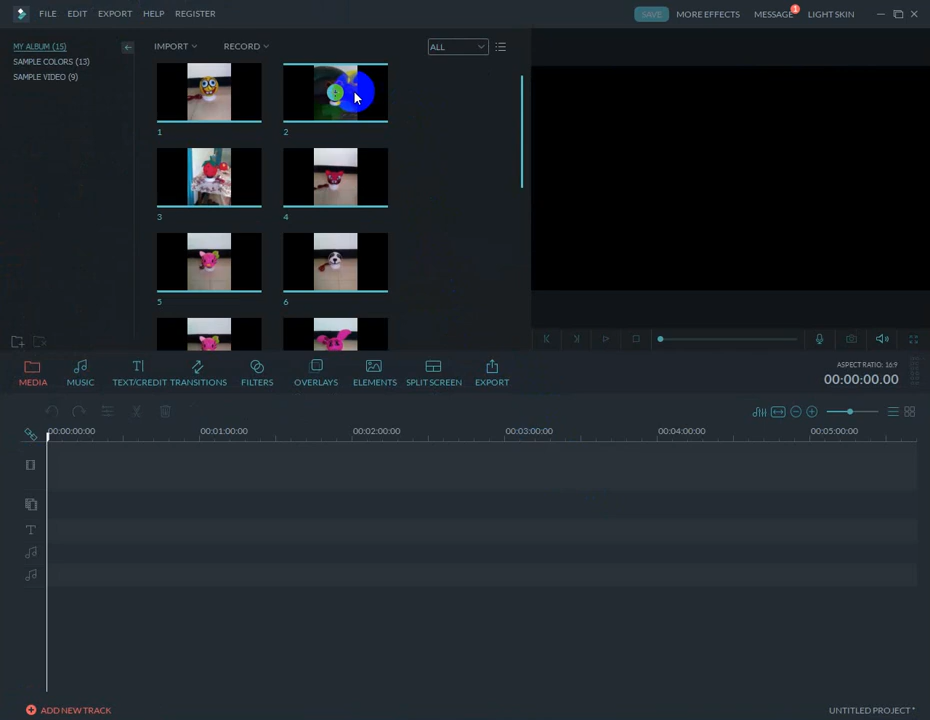 FILE EDIT EXPORT HELP REGISTER SAVE MORE EFFECTS MESSAGE 1 LIGHT SKIN
MY ALBUM (15) IMPORT RECORD ALL
SAMPLE COLORS (13)
SAMPLE VIDEO (9)
1 2
3 4
5 6
MEDIA MUSIC TEXT/CREDIT TRANSITIONS FILTERS OVERLAYS ELEMENTS SPLIT SCREEN EXPORT
ASPECT RATIO: 16:9
00:00:00.00
00:00:00:00 00:01:00:00 00:02:00:00 00:03:00:00 00:04:00:00 00:05:00:00
ADD NEW TRACK UNTITLED PROJECT*